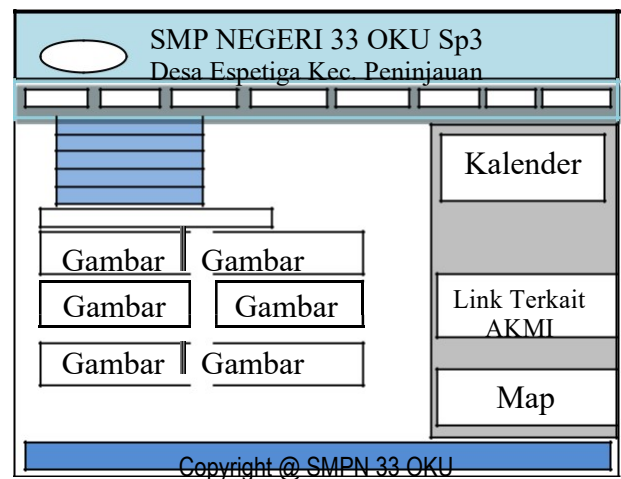 SMP NEGERI 33 OKU Sp3
Desa Espetiga Kec. Peninjauan
Kalender
Gambar Gambar
Gambar Gambar
Link Terkait
AKMI
Gambar Gambar
Map
Copyright @ SMPN 33 OKU